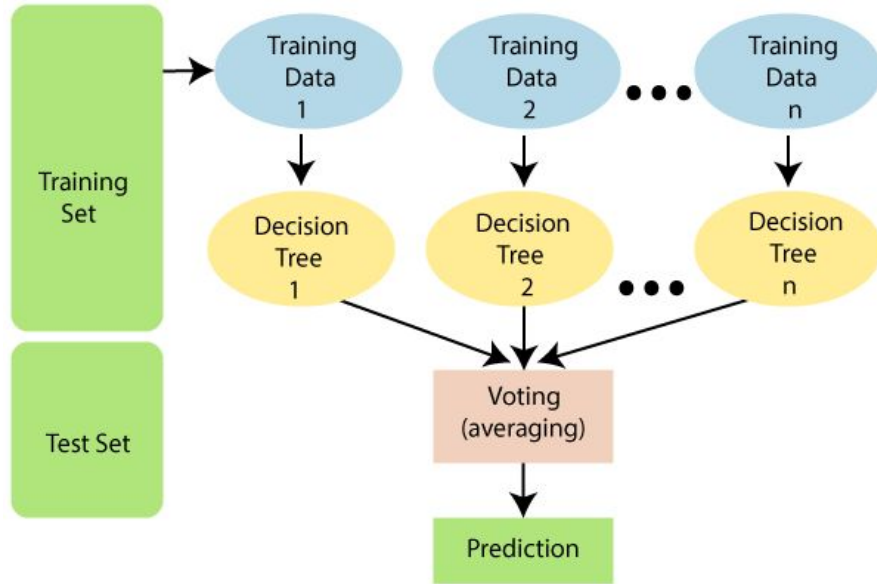 Training
Set
Test Set
Training
Data
1
Training
Data
2
Training
Data
n
Decision
Tree
1
Decision
Tree
2
Decision
Tree
n
Voting
(averaging)
Prediction